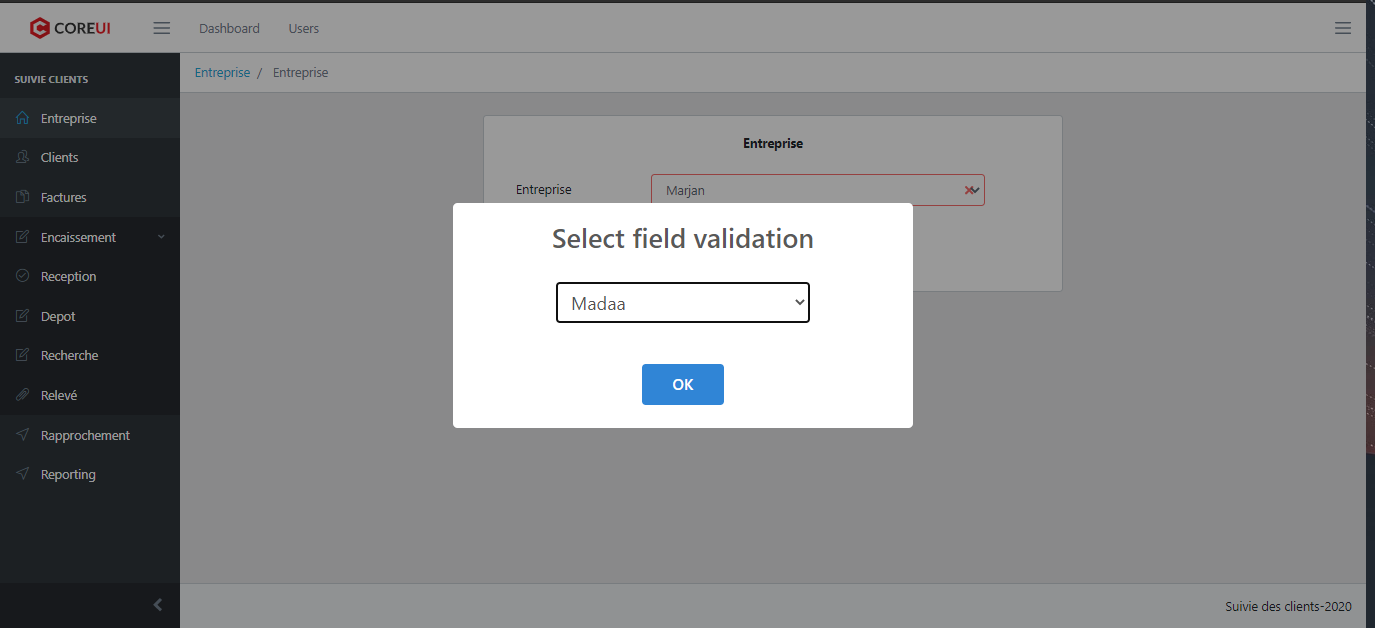 COREUI
Dashboard
Users
SUIVIE CLIENTS
Entreprise
Clients
Factures
Encaissement
Reception
Depot
Recherche
Relevé
Rapprochement
Reporting
Entreprise / Entreprise
Entreprise
Entreprise
Marjan
Select field validation
Madaa
OK
Suivie des clients-2020